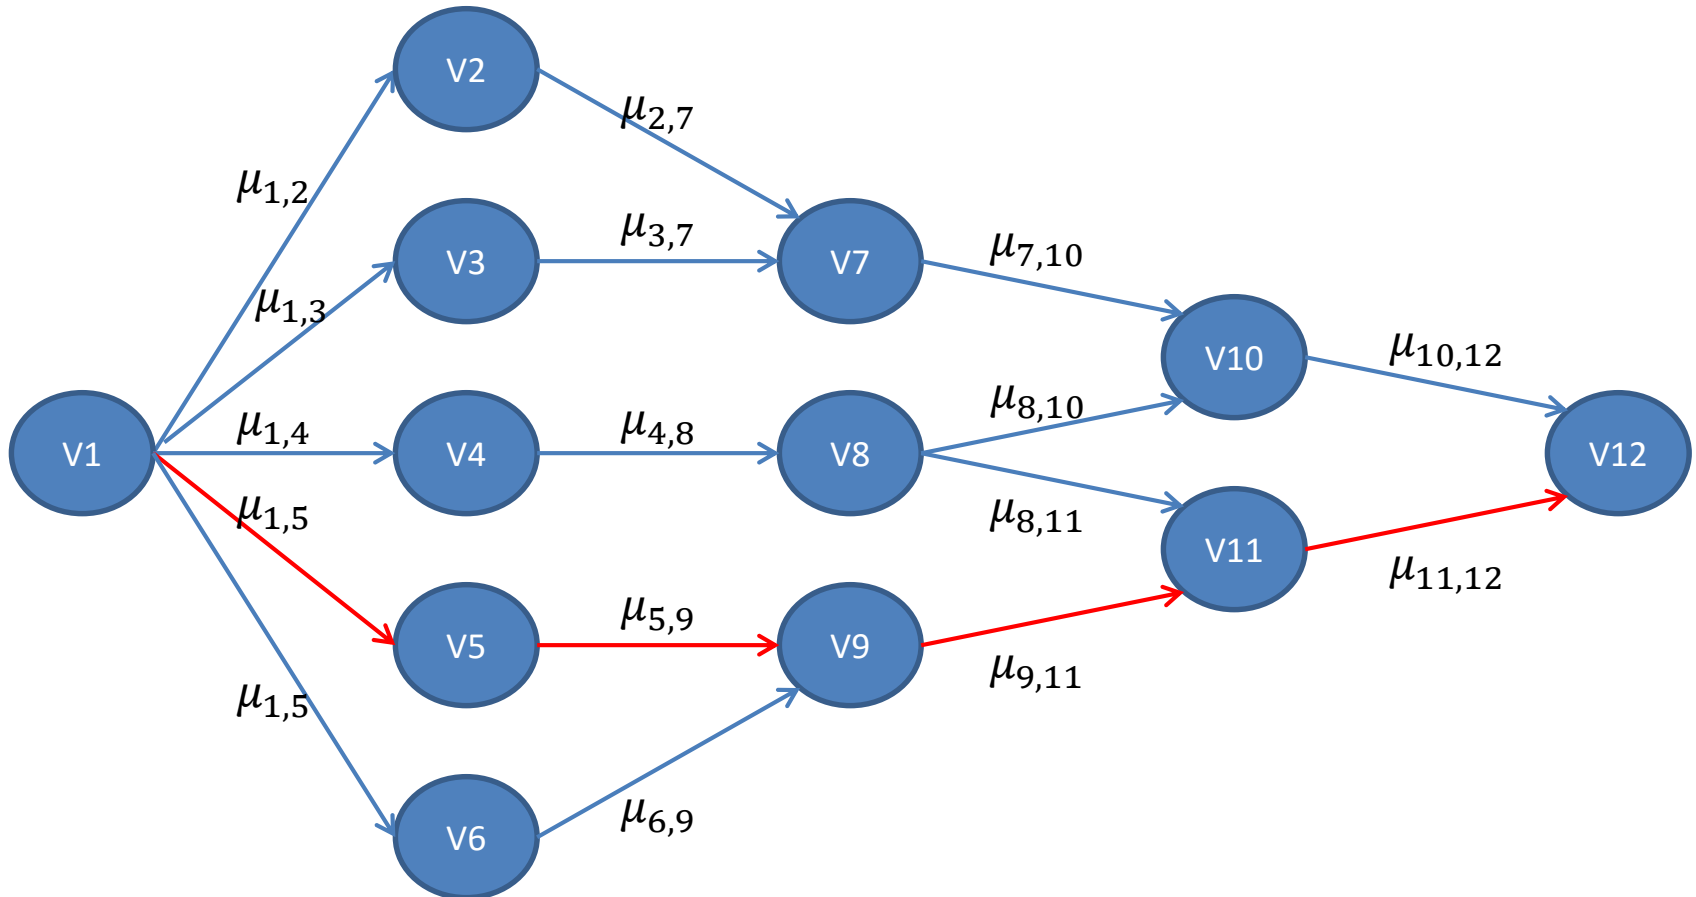 V2
μ2,7
μ1,2
V3
μ3,7
V7
μ7,10
μ1,3
V10
μ10,12
V1
μ1,4
V4
μ4,8
V8
μ8,10
V12
μ1,5
μ8,11
V11
μ11,12
V5
μ5,9
V9
μ9,11
μ1,5
V6
μ6,9